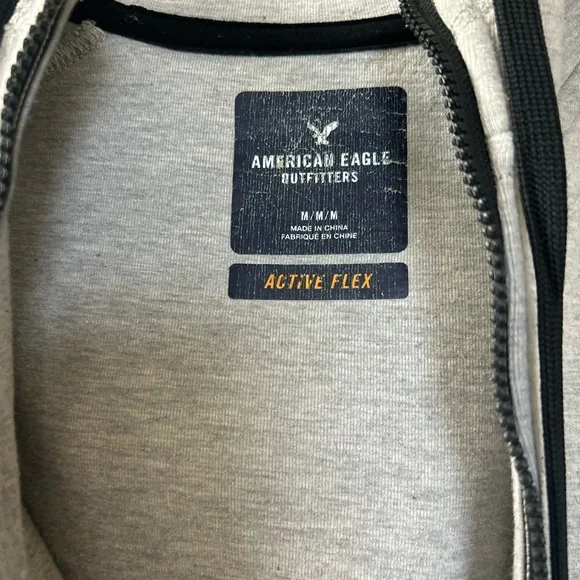 AMERICAN EAGLE
OUTFITTERS
M/M/M
MADE IN CHINA
FABRIQUÉ EN CHINE
ACTIVE FLEX